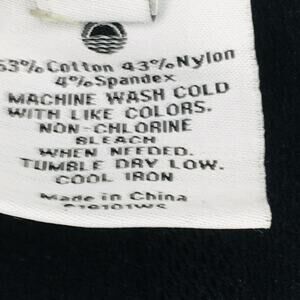 53% Cotton 43% Nylon
4% Spandex
MACHINE WASH COLD
WITH LIKE COLORS.
NON-CHLORINE
BLEACH
WHEN NEEDED.
TUMBLE DRY LOW.
COOL IRON
Made in China